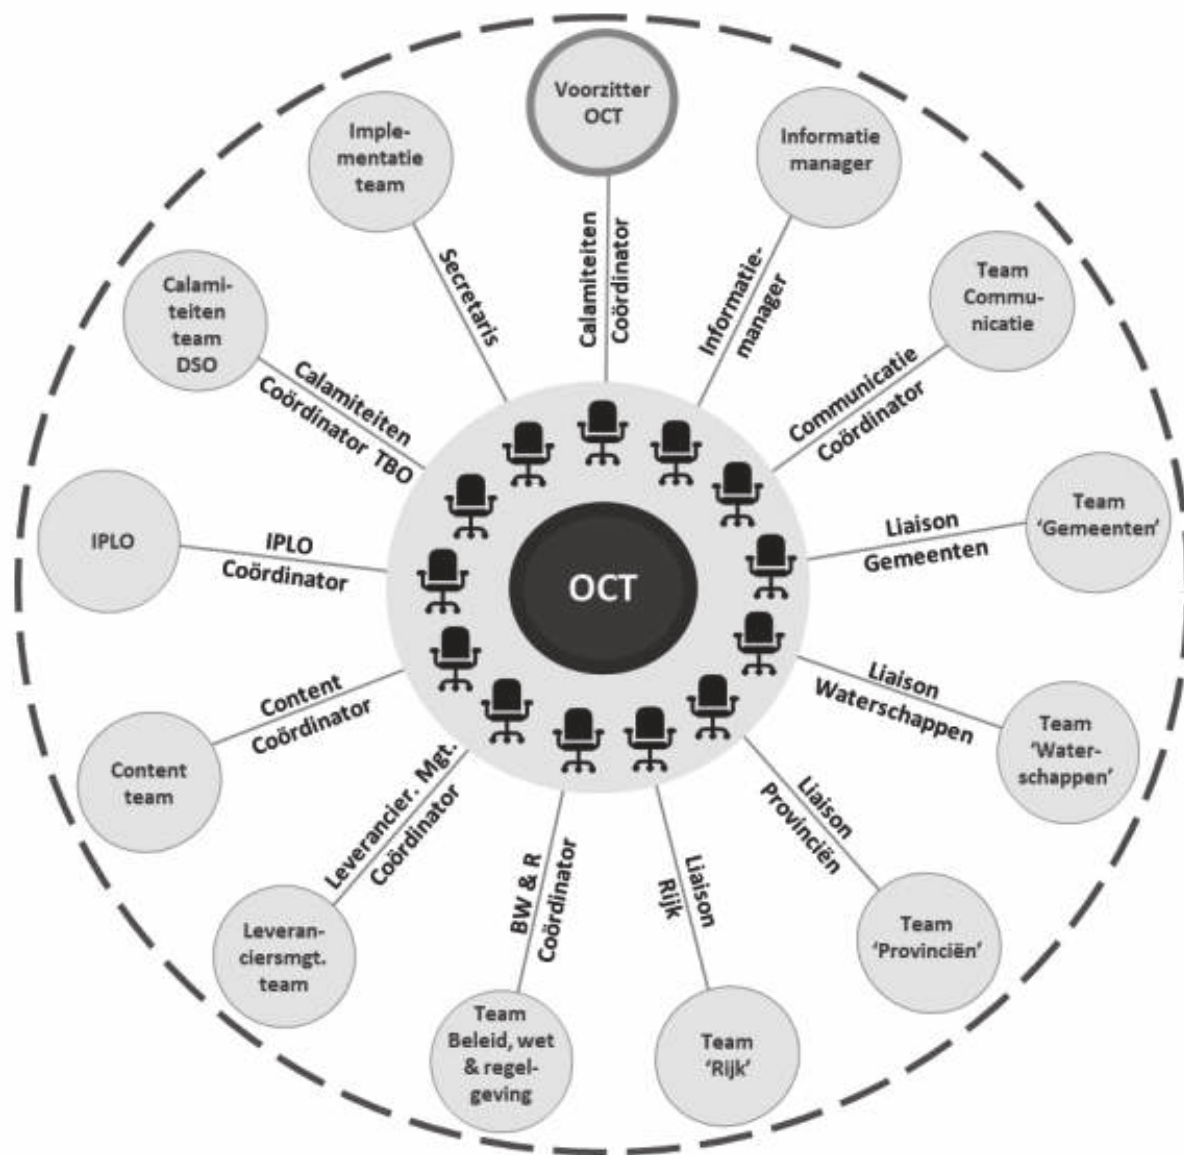 Voorzitter
OCT
Calamiteiten
Coördinator
Informatie
manager
Informatie-
manager
Team
Commu-
nicatie
Communicatie
Coördinator
Team
‘Gemeenten’
Liaison
Gemeenten
Team
‘Water-
schappen’
Liaison
Waterschappen
Team
‘Provinciën’
Liaison
Provinciën
Team
‘Rijk’
Liaison
Rijk
Team
Beleid, wet
& regel-
geving
BW & R
Coördinator
Leveran-
ciersmgt.
team
Leverancier. Mgt.
Coördinator
Content
team
Content
Coördinator
IPLO
IPLO
Coördinator
Calami-
teiten
team
DSO
Calamiteiten
Coördinator TBO
Imple-
mentatie
team
Secretaris
OCT